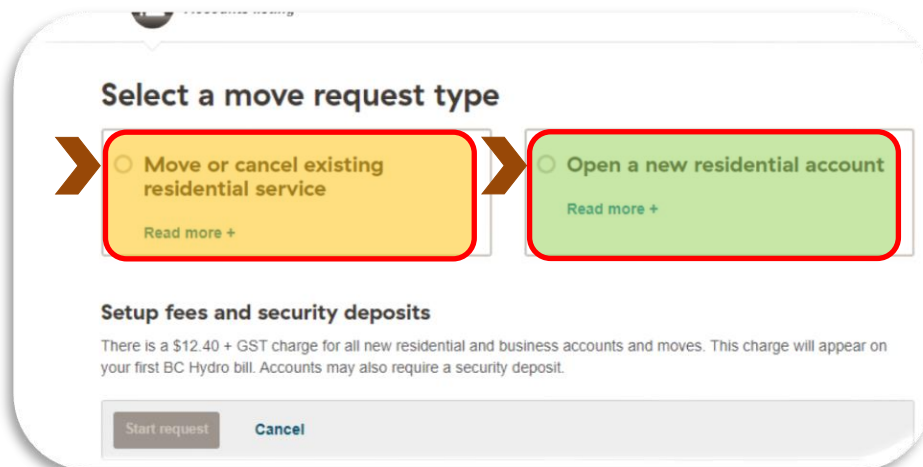 Select a move request type
Move or cancel existing
residential service
Read more +
Open a new residential account
Read more +
Setup fees and security deposits
There is a $12.40 + GST charge for all new residential and business accounts and moves. This charge will appear on
your first BC Hydro bill. Accounts may also require a security deposit.
Start request
Cancel